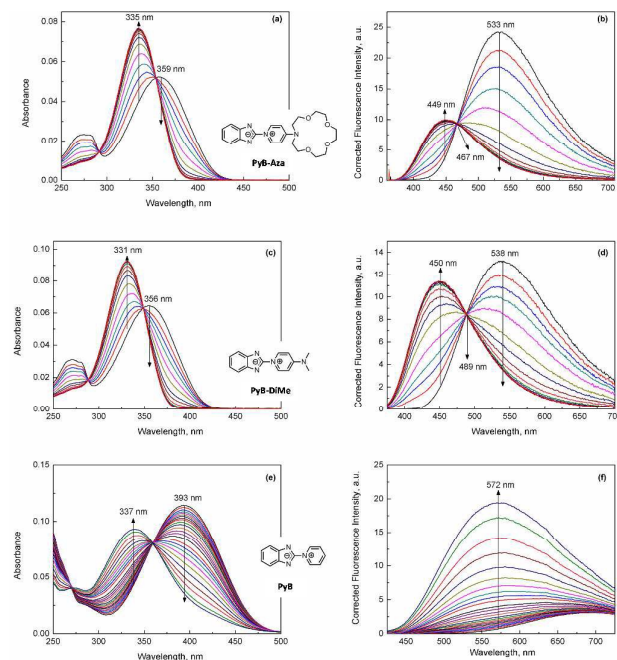 (a)
335 nm
359 nm
0.08
0.06
0.04
0.02
0.00
Absorbance
N
N
N
N
O
O
O
O
PyB-Aza
250 300 350 400 450 500
Wavelength, nm
(b)
533 nm
449 nm
467 nm
25
20
15
10
5
0
Corrected Fluorescence Intensity, a.u.
400 450 500 550 600 650 700
Wavelength, nm
(c)
331 nm
356 nm
0.10
0.08
0.06
0.04
0.02
0.00
Absorbance
N
N
N
N
PyB-DiMe
250 300 350 400 450 500
Wavelength, nm
(d)
450 nm
538 nm
489 nm
14
12
10
8
6
4
2
0
Corrected Fluorescence Intensity, a.u.
400 450 500 550 600 650 700
Wavelength, nm
(e)
337 nm
393 nm
0.15
0.10
0.05
0.00
Absorbance
N
N
N
PyB
250 300 350 400 450 500
Wavelength, nm
(f)
572 nm
25
20
15
10
5
0
Corrected Fluorescence Intensity, a.u.
450 500 550 600 650 700
Wavelength, nm